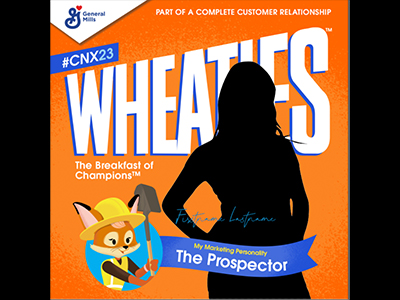 General
Mills
PART OF A COMPLETE CUSTOMER RELATIONSHIP
#CNX23
WHEATIES™
The Breakfast of
Champions™
Firstname Lastname
My Marketing Personality
The Prospector